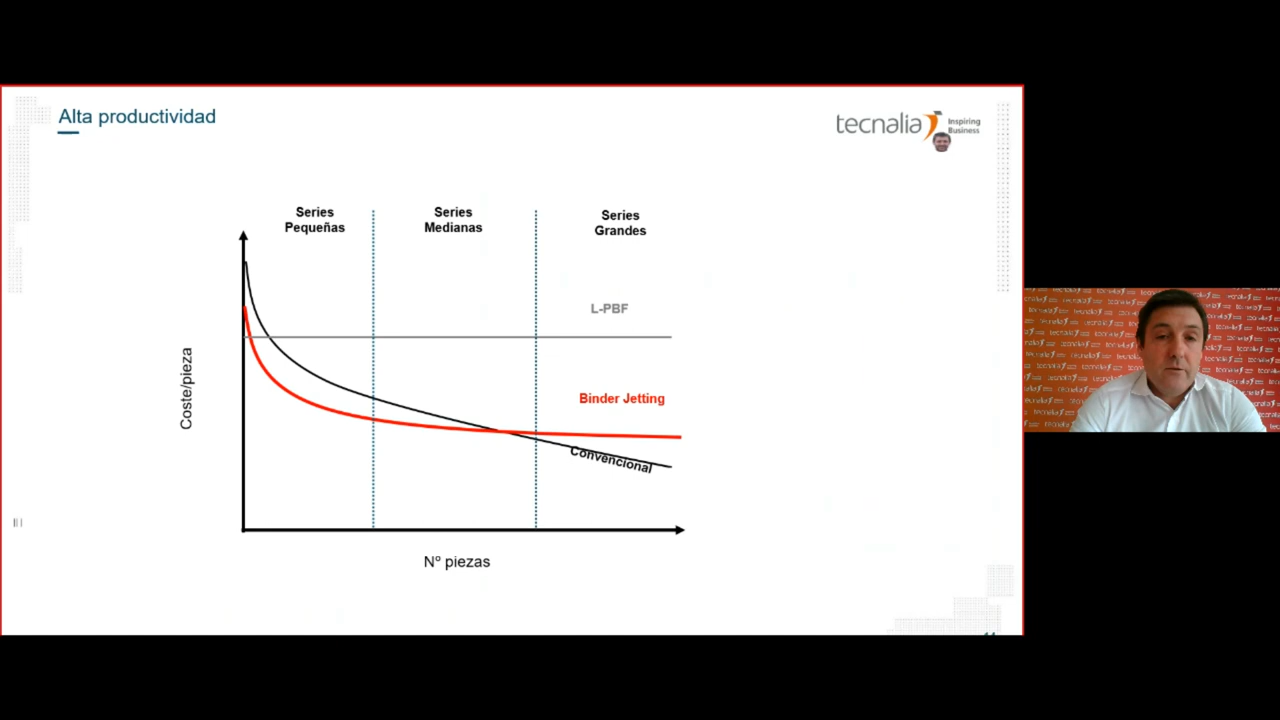 Alta productividad
tecnalia
Inspiring
Business
Series
Pequeñas
Series
Medianas
Series
Grandes
L-PBF
Coste/pieza
Binder Jetting
Convencional
Nº piezas